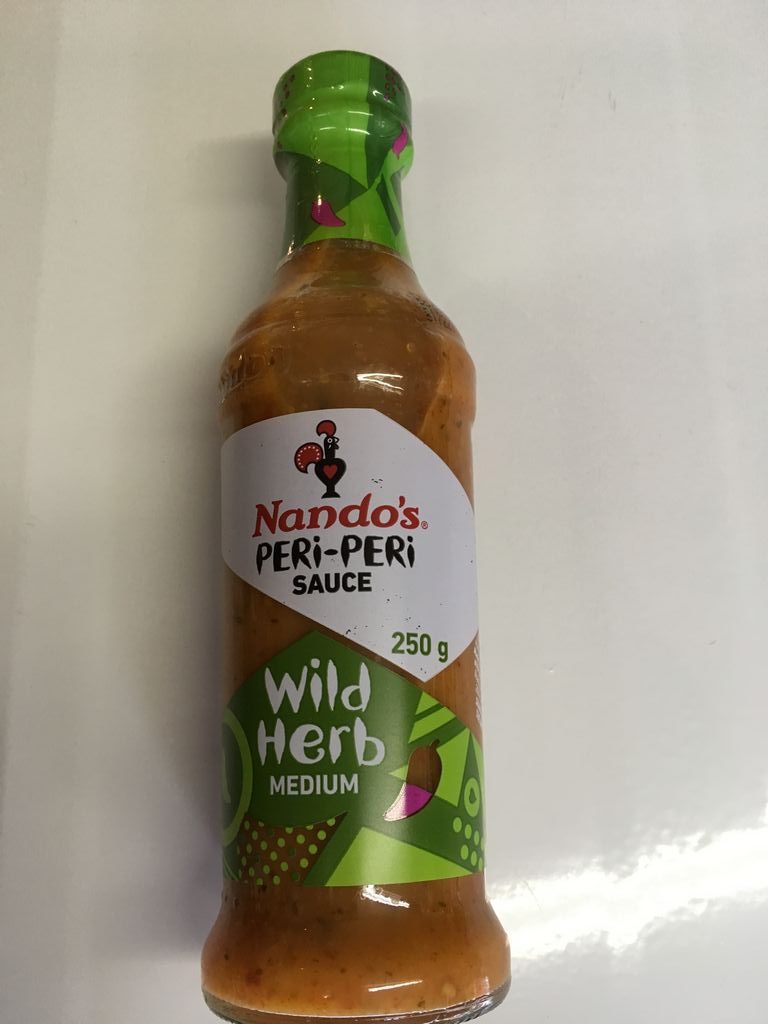 Nando's®
PERi-PERi
SAUCE
250 g
Wild
Herb
MEDIUM